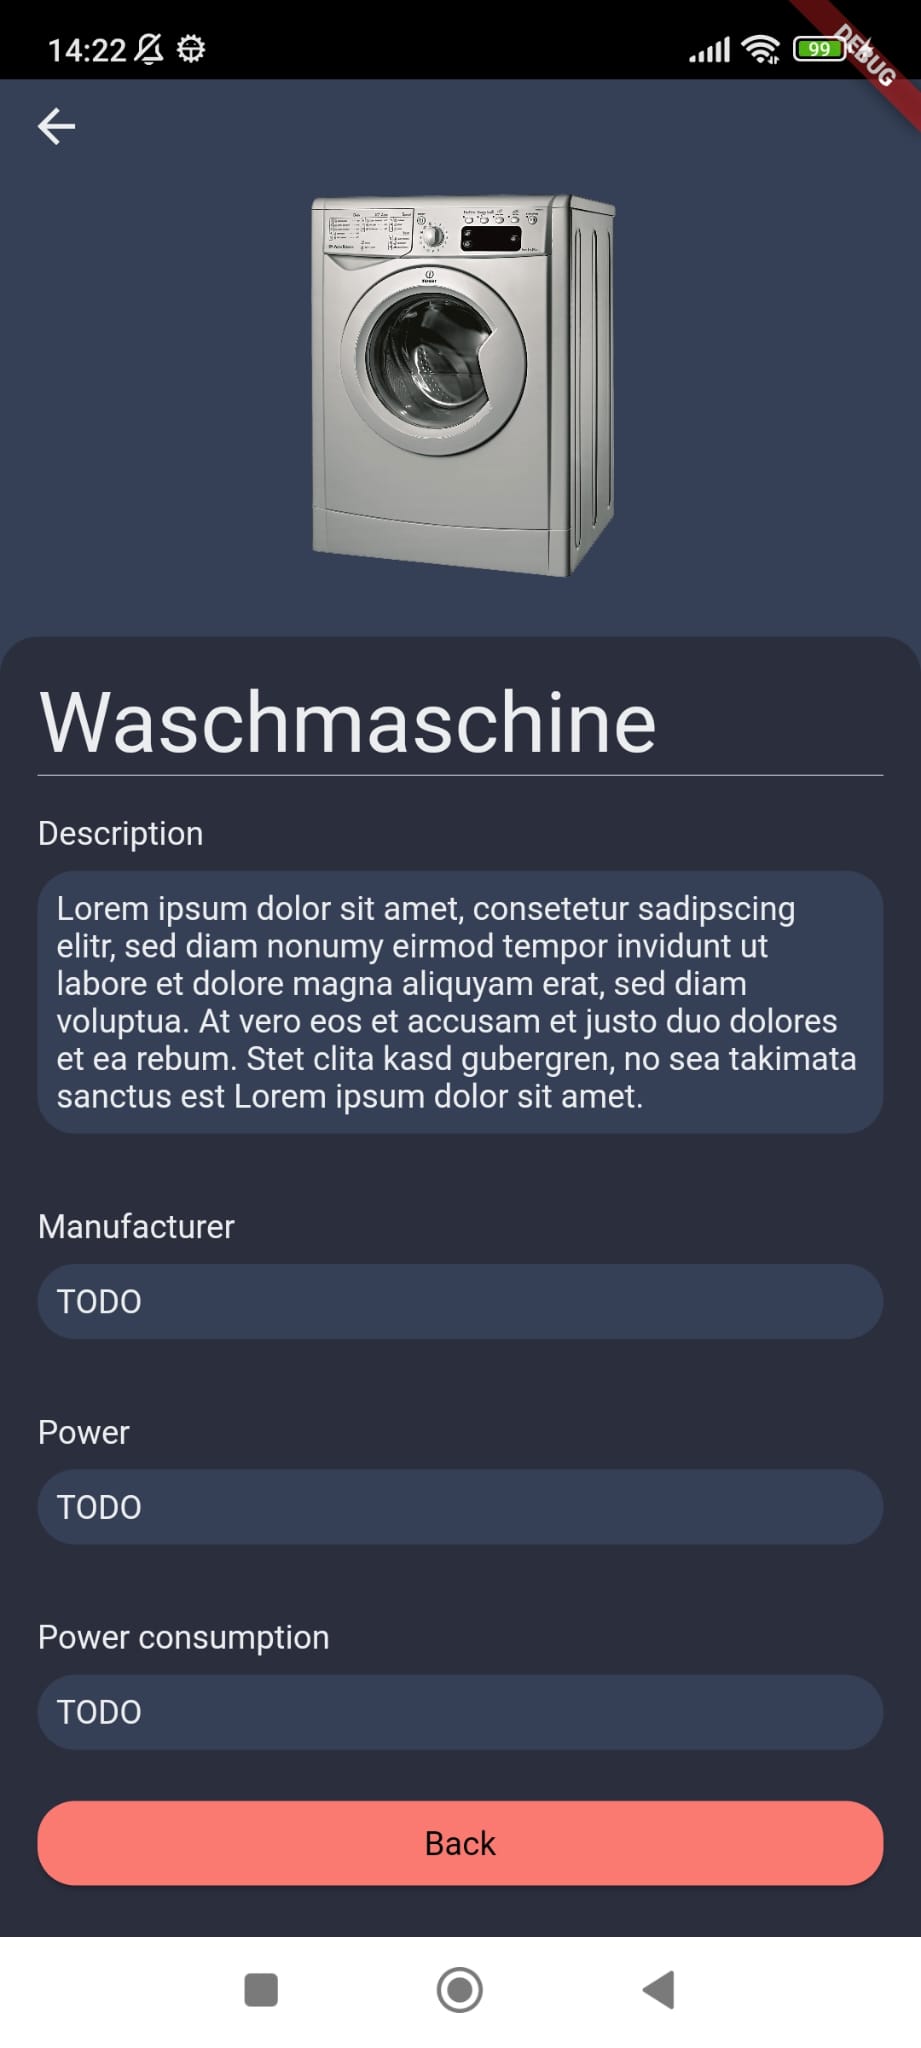 14:22
99
DEBUG
Waschmaschine
Description
Lorem ipsum dolor sit amet, consetetur sadipscing
elitr, sed diam nonumy eirmod tempor invidunt ut
labore et dolore magna aliquyam erat, sed diam
voluptua. At vero eos et accusam et justo duo dolores
et ea rebum. Stet clita kasd gubergren, no sea takimata
sanctus est Lorem ipsum dolor sit amet.
Manufacturer
TODO
Power
TODO
Power consumption
TODO
Back